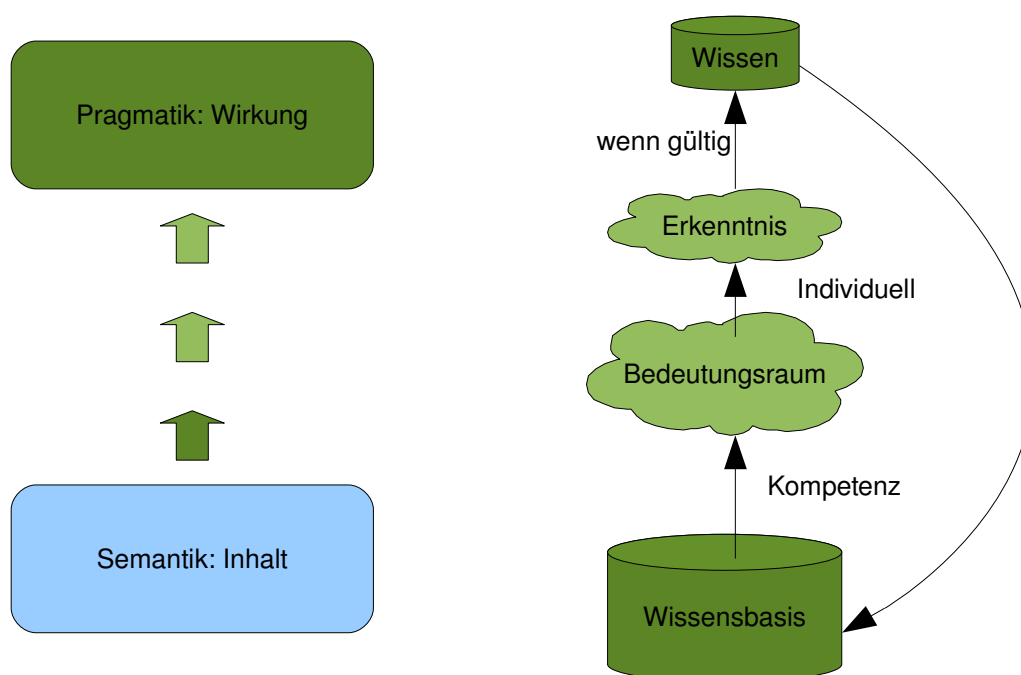 Pragmatik: Wirkung
Semantik: Inhalt
Wissen
wenn gültig
Erkenntnis
Individuell
Bedeutungsraum
Kompetenz
Wissensbasis